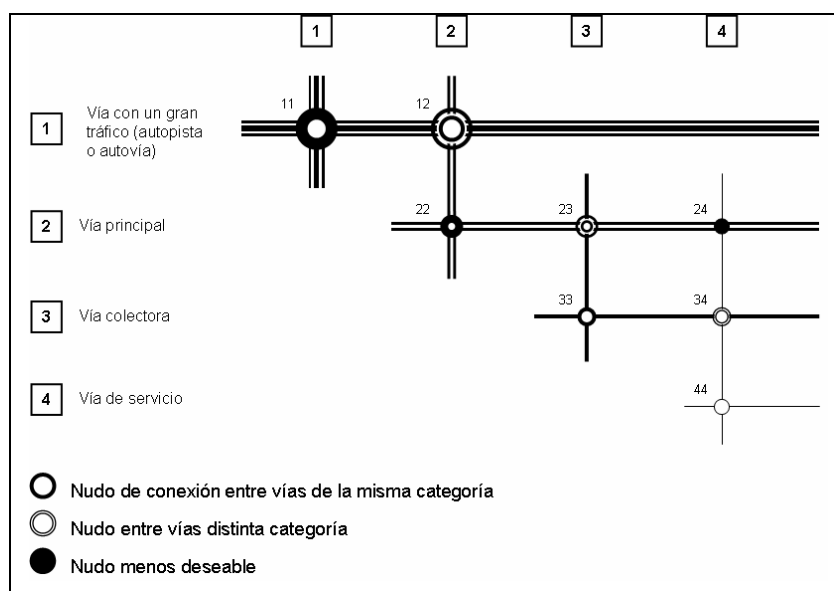 1 2 3 4
11 12
1 Vía con un gran
tráfico (autopista
o autovía)
22 23 24
2 Vía principal
33 34
3 Vía colectora
44
4 Vía de servicio
Nudo de conexión entre vías de la misma categoría
Nudo entre vías distinta categoría
Nudo menos deseable